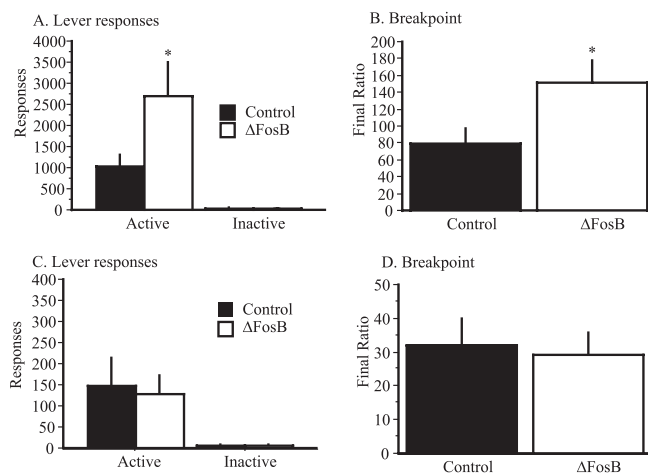 A. Lever responses
4000
3500
3000
2500
2000
1500
1000
500
0
Responses
*
Control
ΔFosB
Active Inactive
B. Breakpoint
200
180
160
140
120
100
80
60
40
20
0
Final Ratio
*
Control ΔFosB
C. Lever responses
400
350
300
250
200
150
100
50
0
Responses
Control
ΔFosB
Active Inactive
D. Breakpoint
50
40
30
20
10
0
Final Ratio
Control ΔFosB